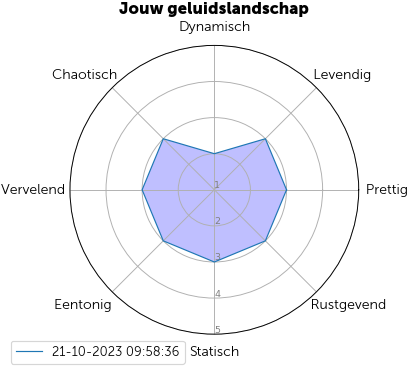 Jouw geluidslandschap
Dynamisch
Chaotisch
Levendig
1
Vervelend
Prettig
2
3
4
Eentonig
Rustgevend
5
21-10-2023 09:58:36
Statisch